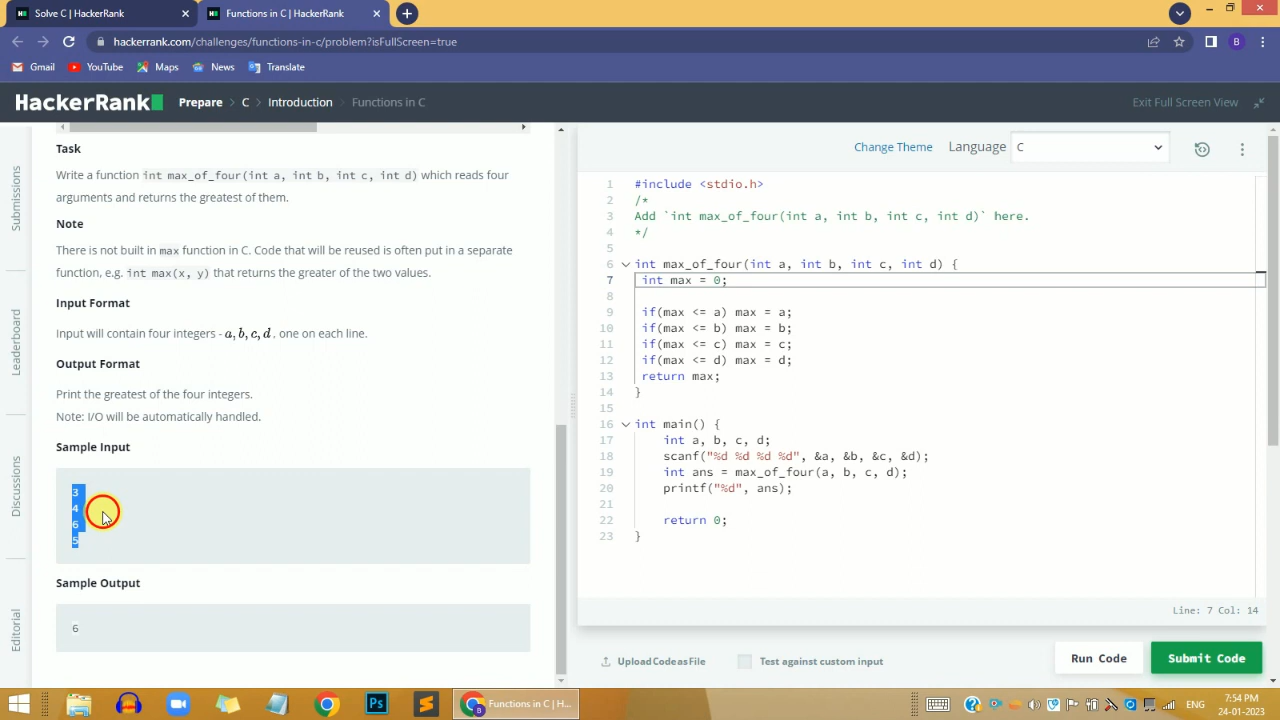 Solve C | HackerRank
Functions in C | HackerRank
hackerrank.com/challenges/functions-in-c/problem?isFullScreen=true
B
Gmail YouTube Maps News Translate
HackerRank Prepare > C > Introduction > Functions in C
Exit Full Screen View
Submissions
Leaderboard
Discussions
Editorial
Task
Write a function int max_of_four(int a, int b, int c, int d) which reads four
arguments and returns the greatest of them.
Note
There is not built in max function in C. Code that will be reused is often put in a separate
function, e.g. int max(x, y) that returns the greater of the two values.
Input Format
Input will contain four integers - a, b, c, d . one on each line.
Output Format
Print the greatest of the four integers.
Note: I/O will be automatically handled.
Sample Input
3
4
6
5
Sample Output
6
Change Theme Language C
1 #include <stdio.h>
2 /*
3 Add `int max_of_four(int a, int b, int c, int d)` here.
4 */
5
6 int max_of_four(int a, int b, int c, int d) {
7 int max = 0;
8
9 if(max <= a) max = a;
10 if(max <= b) max = b;
11 if(max <= c) max = c;
12 if(max <= d) max = d;
13 return max;
14 }
15
16 int main() {
17 int a, b, c, d;
18 scanf("%d %d %d %d", &a, &b, &c, &d);
19 int ans = max_of_four(a, b, c, d);
20 printf("%d", ans);
21
22 return 0;
23 }
Line: 7 Col: 14
Upload Code as File
Test against custom input
Run Code
Submit Code
Ps
Functions in C | H...
ENG
7:54 PM
24-01-2023